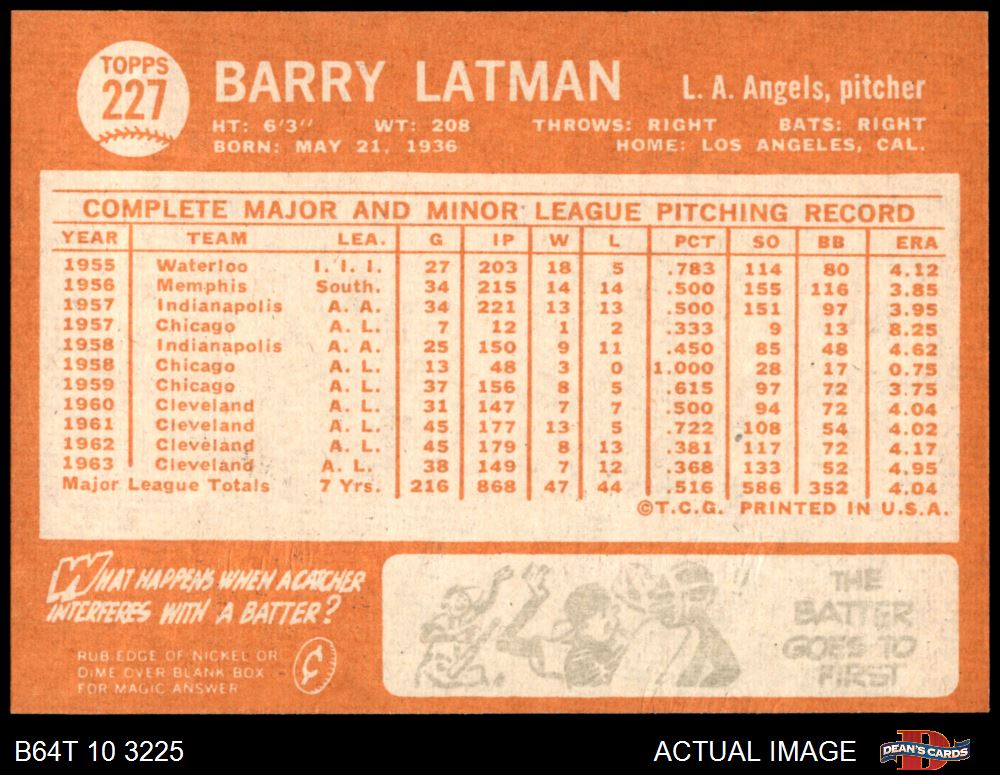 TOPPS
227
BARRY LATMAN
L. A. Angels, pitcher
HT: 6'3" WT: 208 THROWS: RIGHT BATS: RIGHT
BORN: MAY 21, 1936 HOME: LOS ANGELES, CAL.
COMPLETE MAJOR AND MINOR LEAGUE PITCHING RECORD
YEAR TEAM LEA. G IP W L PCT SO BB ERA
1955 Waterloo I. I. I. 27 203 18 5 .783 114 80 4.12
1956 Memphis South. 34 215 14 14 .500 155 116 3.85
1957 Indianapolis A. A. 34 221 13 13 .500 151 97 3.95
1957 Chicago A. L. 7 12 1 2 .333 9 13 8.25
1958 Indianapolis A. A. 25 150 9 11 .450 85 48 4.62
1958 Chicago A. L. 13 48 3 0 1.000 28 17 0.75
1959 Chicago A. L. 37 156 8 5 .615 97 72 3.75
1960 Cleveland A. L. 31 147 7 7 .500 94 72 4.04
1961 Cleveland A. L. 45 177 13 5 .722 108 54 4.02
1962 Cleveland A. L. 45 179 8 13 .381 117 72 4.17
1963 Cleveland A. L. 38 149 7 12 .368 133 52 4.95
Major League Totals 7 Yrs. 216 868 47 44 .516 586 352 4.04
©T.C.G. PRINTED IN U.S.A.
WHAT HAPPENS WHEN A CATCHER
INTERFERES WITH A BATTER?
RUB EDGE OF NICKEL OR
DIME OVER BLANK BOX
FOR MAGIC ANSWER
¢
THE
BATTER
GOES TO
FIRST
B64T 10 3225 ACTUAL IMAGE
D
DEAN'S CARDS